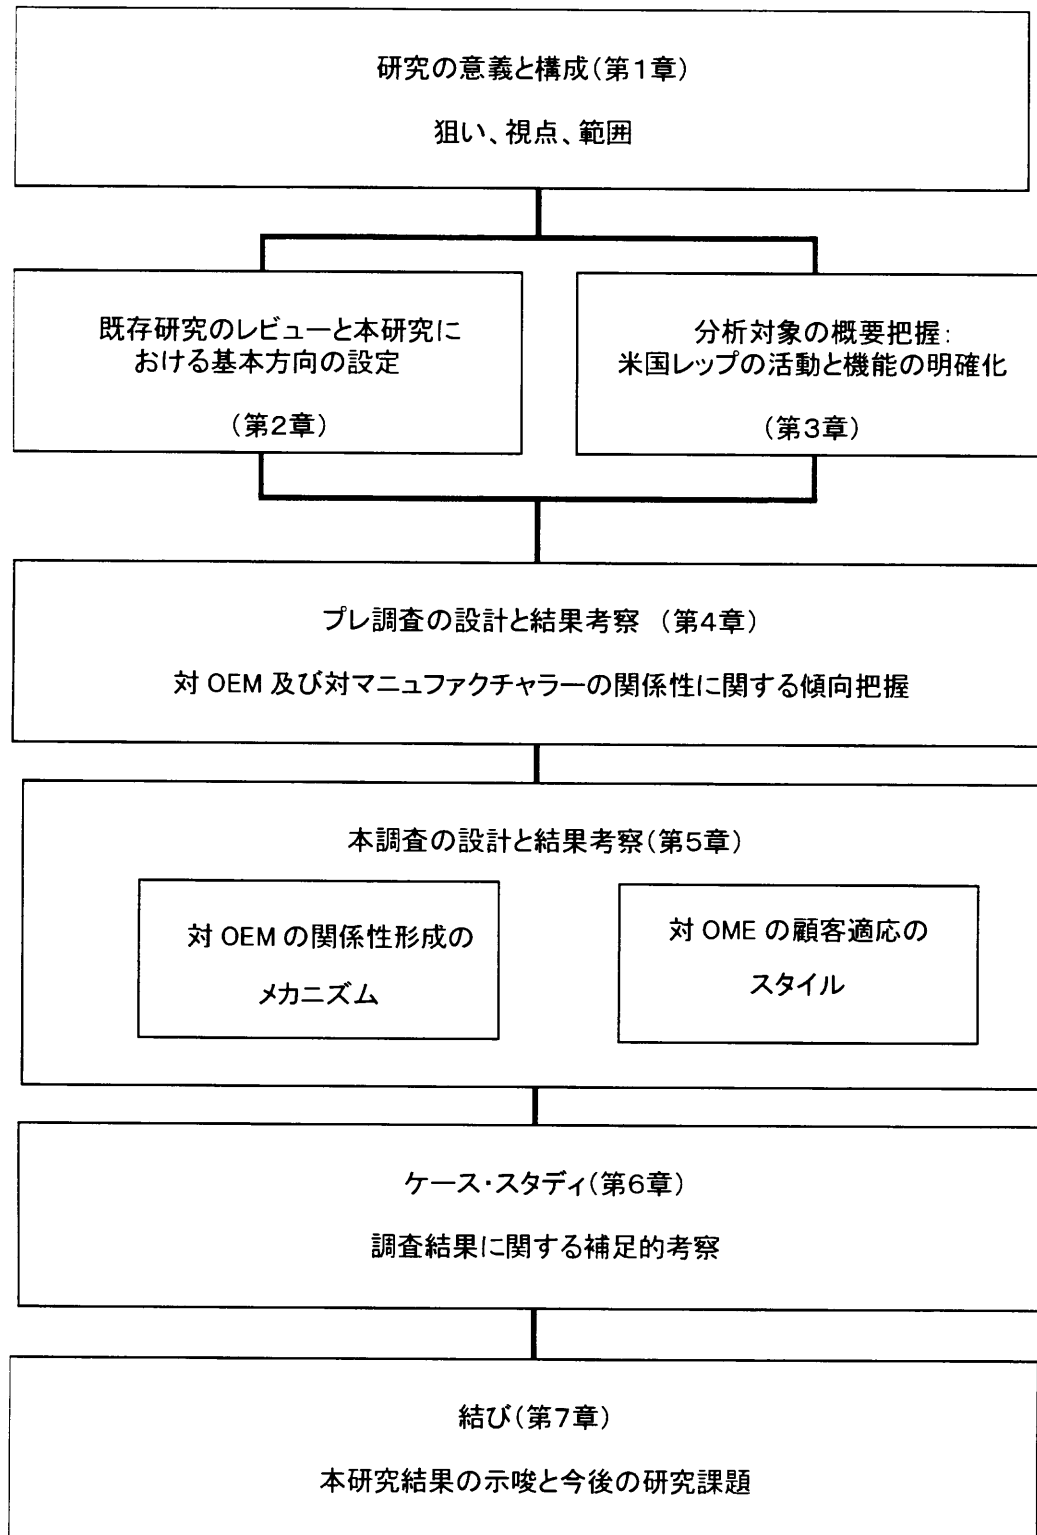 研究の意義と構成(第1章)
狙い、視点、範囲
既存研究のレビューと本研究に
おける基本方向の設定
(第2章)
分析対象の概要把握:
米国レップの活動と機能の明確化
(第3章)
プレ調査の設計と結果考察 (第4章)
対 OEM 及び対マニュファクチャラーの関係性に関する傾向把握
本調査の設計と結果考察(第5章)
対 OEM の関係性形成の
メカニズム
対 OME の顧客適応の
スタイル
ケース・スタディ(第6章)
調査結果に関する補足的考察
結び(第7章)
本研究結果の示唆と今後の研究課題